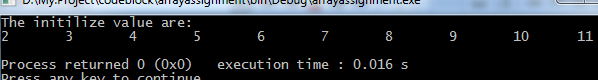 D:\My.Project\codeblock\arrayassignment\bin\Debug\arrayassignment.exe
The initilize value are:
2 3 4 5 6 7 8 9 10 11
Process returned 0 (0x0) execution time : 0.016 s
Press any key to continue